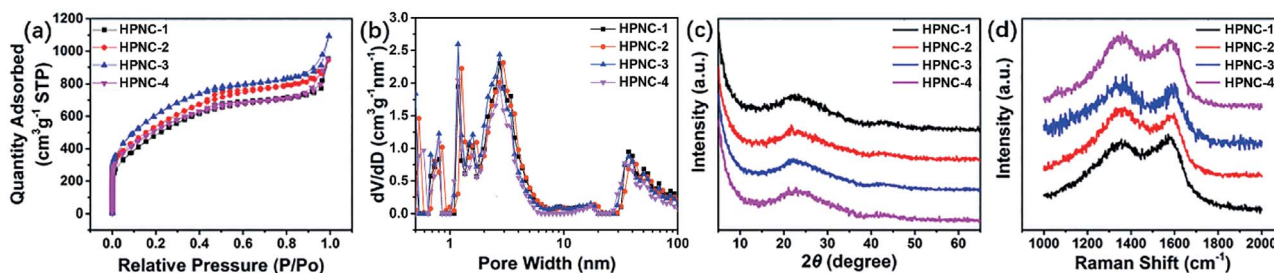 (a)
Quantity Adsorbed
(cm³g⁻¹ STP)
1200
1000
800
600
400
200
0
0.0 0.2 0.4 0.6 0.8 1.0
Relative Pressure (P/Po)
HPNC-1
HPNC-2
HPNC-3
HPNC-4
(b)
dV/dD (cm³g⁻¹nm⁻¹)
3.0
2.5
2.0
1.5
1.0
0.5
0.0
1 10 100
Pore Width (nm)
HPNC-1
HPNC-2
HPNC-3
HPNC-4
(c)
Intensity (a.u.)
10 20 30 40 50 60
2θ (degree)
HPNC-1
HPNC-2
HPNC-3
HPNC-4
(d)
Intensity (a.u.)
1000 1200 1400 1600 1800 2000
Raman Shift (cm⁻¹)
HPNC-1
HPNC-2
HPNC-3
HPNC-4